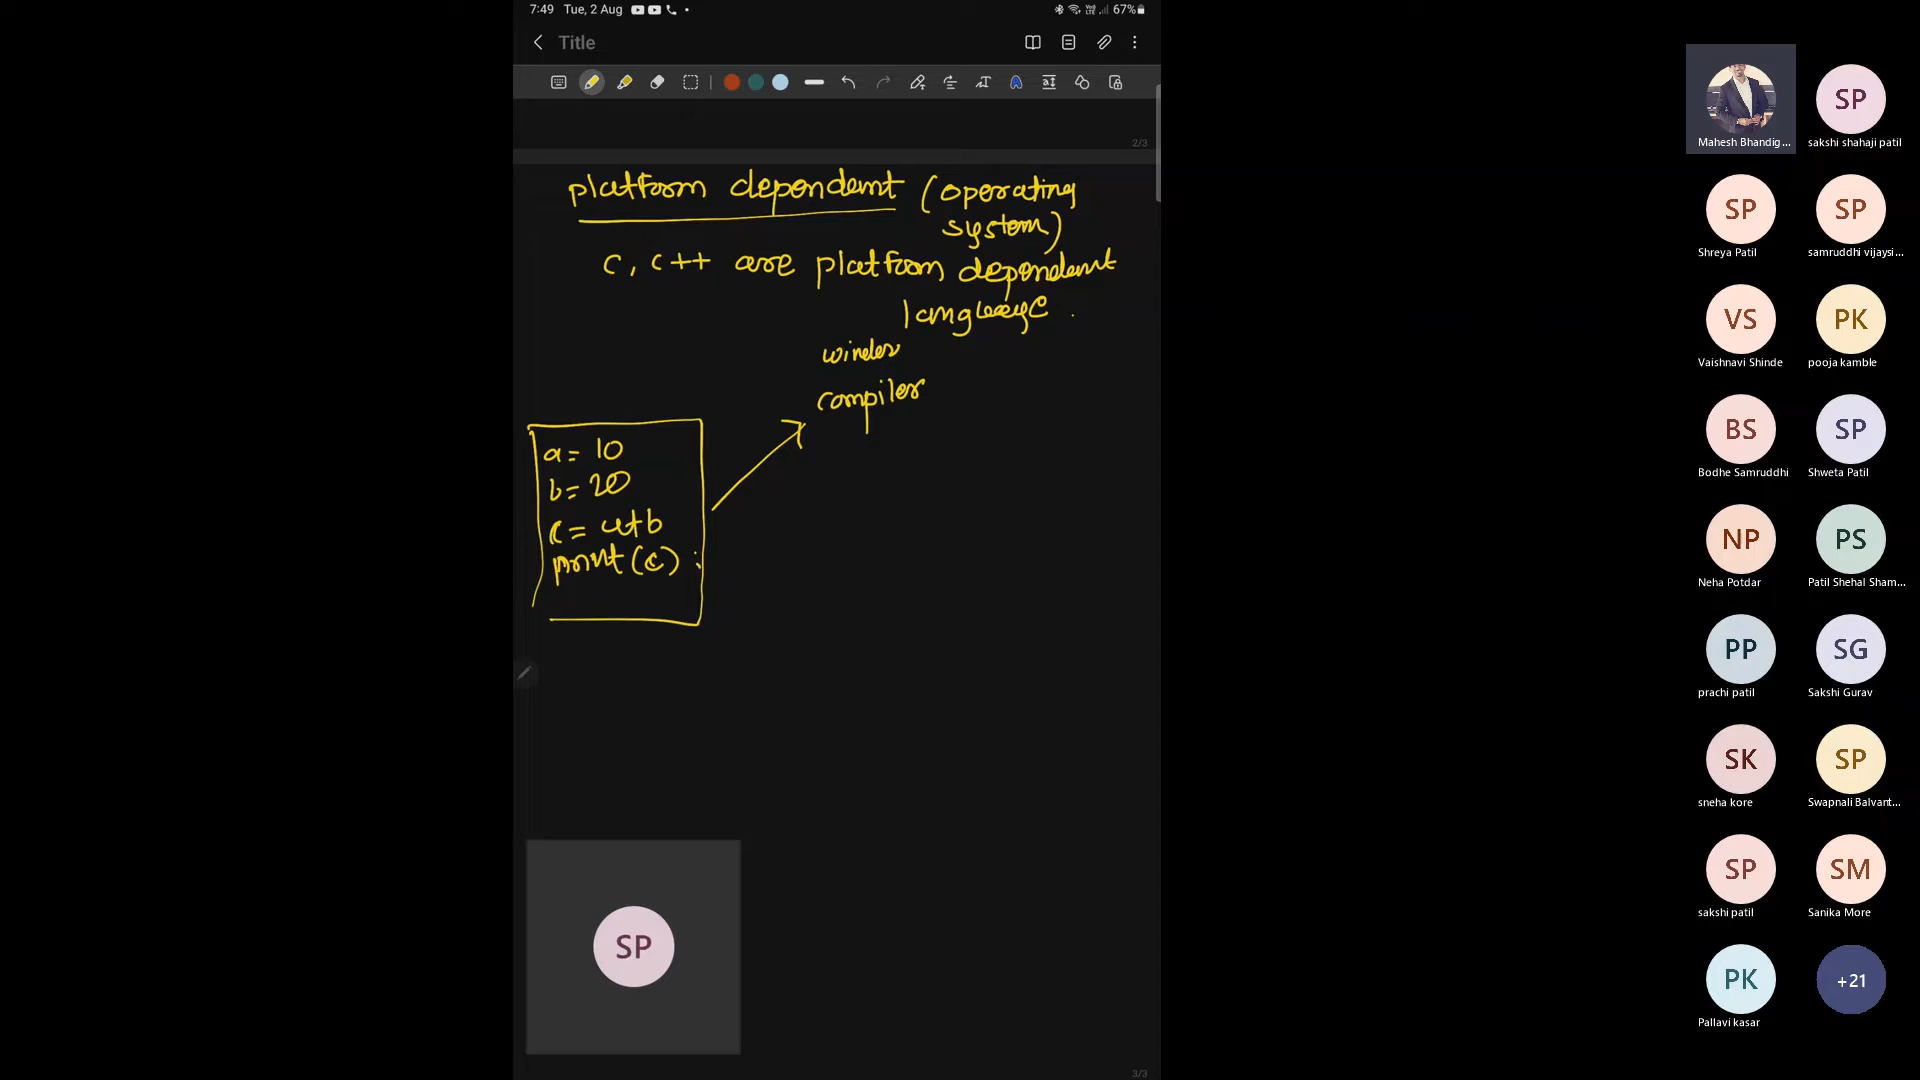 7:49 Tue, 2 Aug
67%
Title
2/3
platform dependent (operating
system)
c, c++ are platform dependent
language .
compiler
a = 10
b = 20
c = a+b
print(c) ;
SP
3/3
Mahesh Bhandig...
SP
sakshi shahaji patil
SP
Shreya Patil
SP
samruddhi vijaysi...
VS
Vaishnavi Shinde
PK
pooja kamble
BS
Bodhe Samruddhi
SP
Shweta Patil
NP
Neha Potdar
PS
Patil Shehal Sham...
PP
prachi patil
SG
Sakshi Gurav
SK
sneha kore
SP
Swapnali Balvant...
SP
sakshi patil
SM
Sanika More
PK
Pallavi kasar
+21